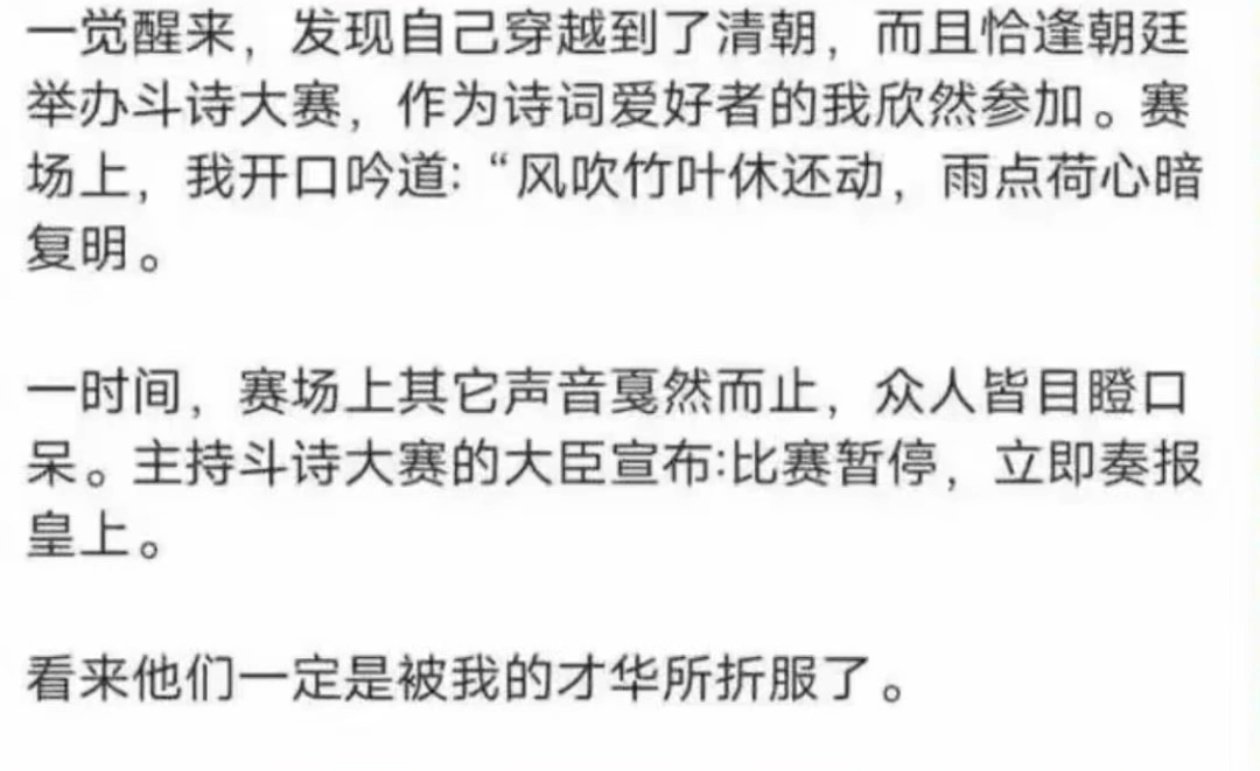 一觉醒来，发现自己穿越到了清朝，而且恰逢朝廷
举办斗诗大赛，作为诗词爱好者的我欣然参加。赛
场上，我开口吟道:“风吹竹叶休还动，雨点荷心暗
复明。
一时间，赛场上其它声音戛然而止，众人皆目瞪口
呆。主持斗诗大赛的大臣宣布:比赛暂停，立即奏报
皇上。
看来他们一定是被我的才华所折服了。